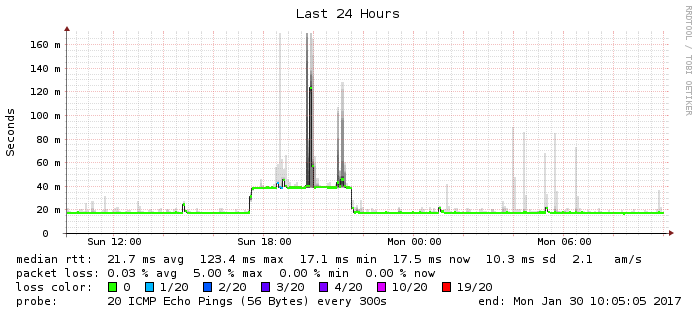 Last 24 Hours
RRDTOOL / TOBI OETIKER
Seconds
160 m
140 m
120 m
100 m
80 m
60 m
40 m
20 m
0
Sun 12:00 Sun 18:00 Mon 00:00 Mon 06:00
median rtt: 21.7 ms avg 123.4 ms max 17.1 ms min 17.5 ms now 10.3 ms sd 2.1 am/s
packet loss: 0.03 % avg 5.00 % max 0.00 % min 0.00 % now
loss color: 0 1/20 2/20 3/20 4/20 10/20 19/20
probe: 20 ICMP Echo Pings (56 Bytes) every 300s end: Mon Jan 30 10:05:05 2017